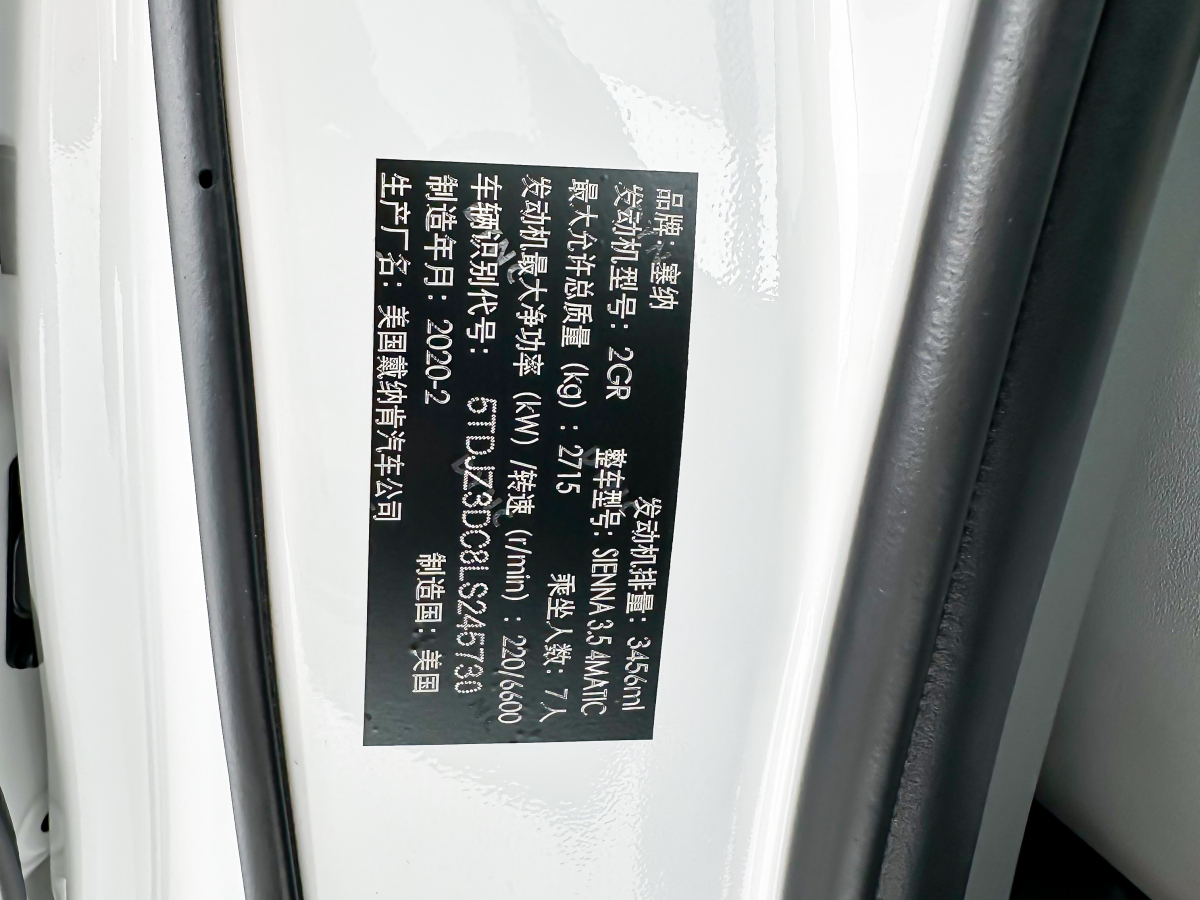 品牌：塞纳
发动机型号：2GR 发动机排量：3456ml
最大允许总质量（kg）：2715 整车型号：SIENNA 3.5 4MATIC
发动机最大净功率（kW）/转速（r/min）：220/6600 乘坐人数：7人
车辆识别代号：5TDJZ3DC8LS245730
制造年月：2020-2 制造国：美国
生产厂名：美国戴纳肯汽车公司